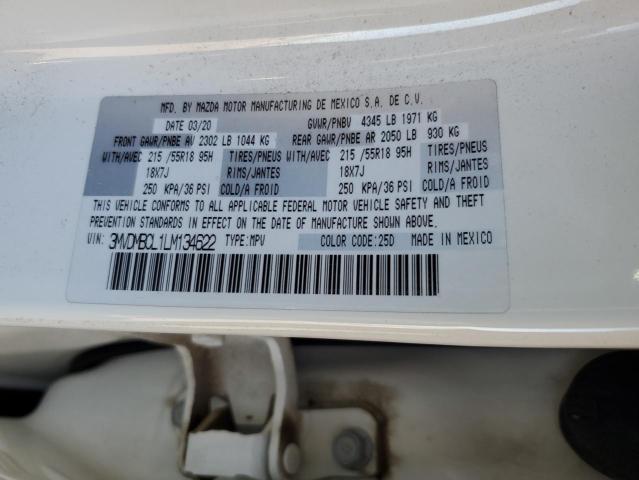 MFD. BY MAZDA MOTOR MANUFACTURING DE MEXICO S.A. DE C.V.
DATE 03/20 GVWR/PNBV 4345 LB 1971 KG
FRONT GAWR/PNBE AV 2302 LB 1044 KG REAR GAWR/PNBE AR 2050 LB 930 KG
WITH/AVEC 215 /55R18 95H TIRES/PNEUS WITH/AVEC 215 /55R18 95H TIRES/PNEUS
18X7J RIMS/JANTES 18X7J RIMS/JANTES
250 KPA/36 PSI COLD/A FROID 250 KPA/36 PSI COLD/A FROID
THIS VEHICLE CONFORMS TO ALL APPLICABLE FEDERAL MOTOR VEHICLE SAFETY AND THEFT
PREVENTION STANDARDS IN EFFECT ON THE DATE OF MANUFACTURE SHOWN ABOVE.
VIN: 3MVDMBCL1LM134622 TYPE:MPV COLOR CODE:25D MADE IN MEXICO